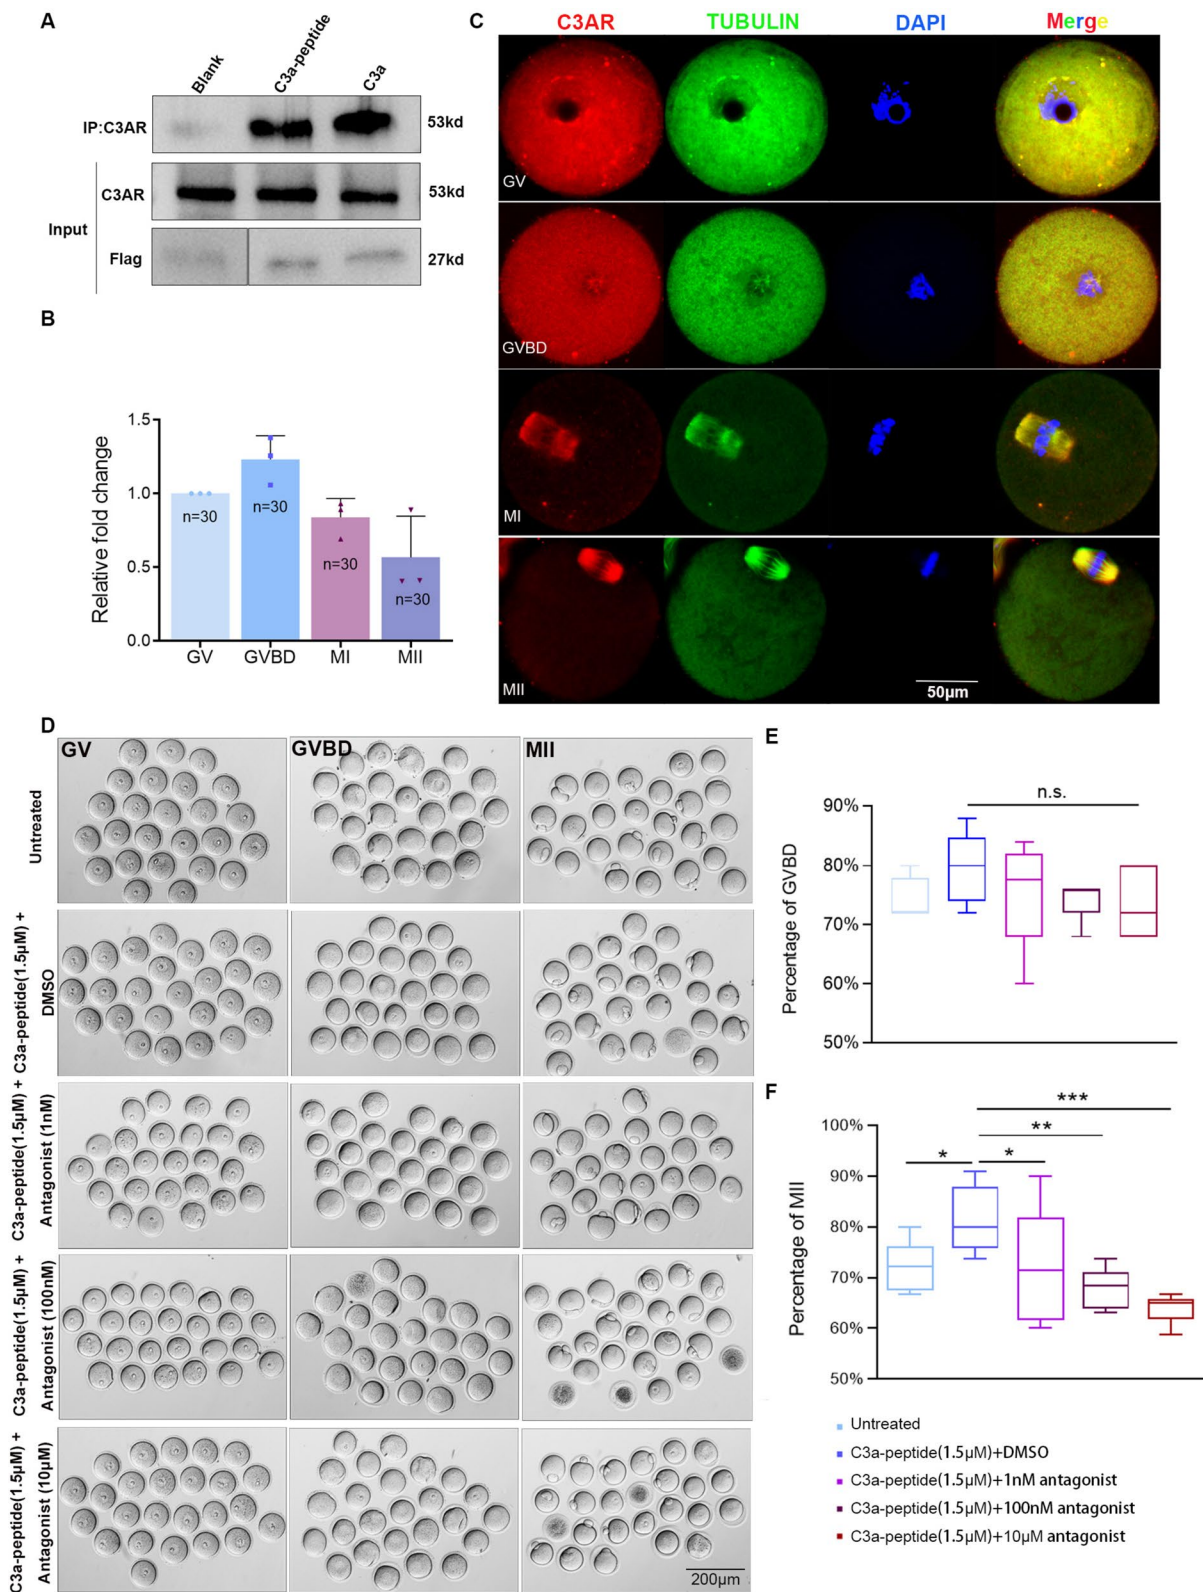 A
Blank
C3a-peptide
C3a
IP:C3AR
53kd
Input
C3AR
53kd
Flag
27kd
B
Relative fold change
1.5
1.0
0.5
0.0
n=30
n=30
n=30
n=30
GV GVBD MI MII
C
C3AR TUBULIN DAPI Merge
GV
GVBD
MI
MII
50μm
D
GV GVBD MII
Untreated
C3a-peptide(1.5μM) +
DMSO
C3a-peptide(1.5μM) +
Antagonist (1nM)
C3a-peptide(1.5μM) +
Antagonist (100nM)
C3a-peptide(1.5μM) +
Antagonist (10μM)
200μm
E
Percentage of GVBD
90%
80%
70%
60%
50%
n.s.
F
Percentage of MII
100%
90%
80%
70%
60%
50%
*
*
**
***
Untreated
C3a-peptide(1.5μM)+DMSO
C3a-peptide(1.5μM)+1nM antagonist
C3a-peptide(1.5μM)+100nM antagonist
C3a-peptide(1.5μM)+10μM antagonist